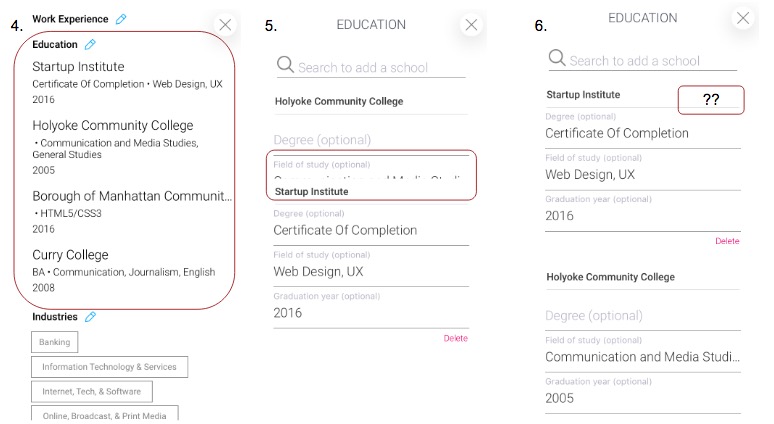 4.
Work Experience
Education
Startup Institute
Certificate Of Completion • Web Design, UX
2016
Holyoke Community College
• Communication and Media Studies,
General Studies
2005
Borough of Manhattan Communit...
• HTML5/CSS3
2016
Curry College
BA • Communication, Journalism, English
2008
Industries
Banking
Information Technology & Services
Internet, Tech, & Software
Online, Broadcast, & Print Media
5.
EDUCATION
Search to add a school
Holyoke Community College
Degree (optional)
Field of study (optional)
Communication and Media Studi...
Startup Institute
Degree (optional)
Certificate Of Completion
Field of study (optional)
Web Design, UX
Graduation year (optional)
2016
Delete
6.
EDUCATION
Search to add a school
Startup Institute
??
Degree (optional)
Certificate Of Completion
Field of study (optional)
Web Design, UX
Graduation year (optional)
2016
Delete
Holyoke Community College
Degree (optional)
Field of study (optional)
Communication and Media Studi...
Graduation year (optional)
2005